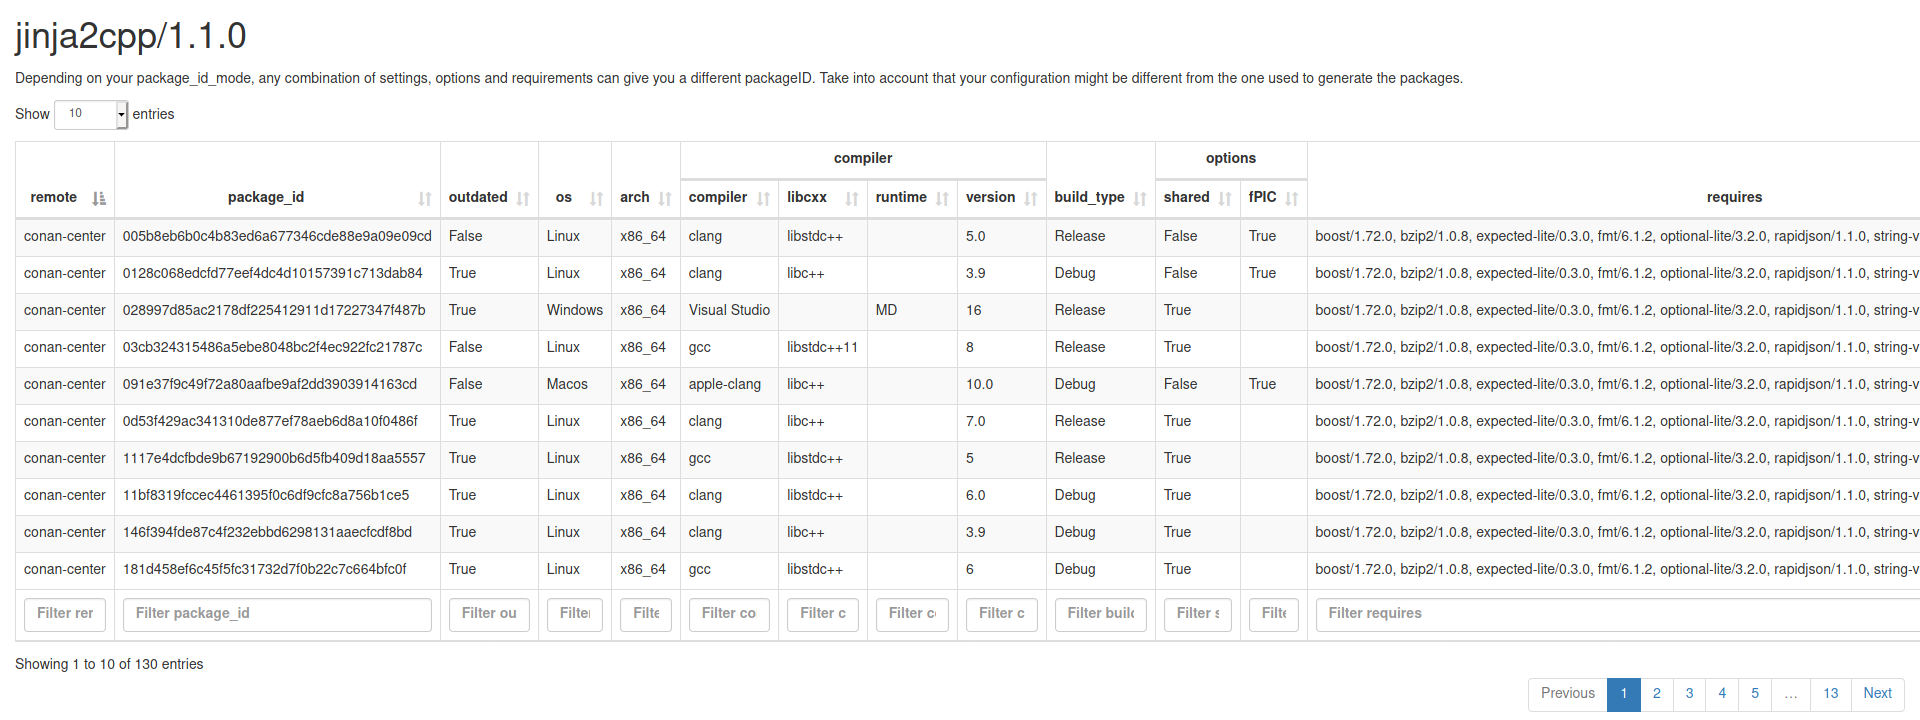 jinja2cpp/1.1.0
Depending on your package_id_mode, any combination of settings, options and requirements can give you a different packageID. Take into account that your configuration might be different from the one used to generate the packages.
Show 10 entries
compiler options
remote package_id outdated os arch compiler libcxx runtime version build_type shared fPIC requires
conan-center 005b8eb6b0c4b83ed6a677346cde88e9a09e09cd False Linux x86_64 clang libstdc++ 5.0 Release False True boost/1.72.0, bzip2/1.0.8, expected-lite/0.3.0, fmt/6.1.2, optional-lite/3.2.0, rapidjson/1.1.0, string-v
conan-center 0128c068edcfd77eef4dc4d10157391c713dab84 True Linux x86_64 clang libc++ 3.9 Debug False True boost/1.72.0, bzip2/1.0.8, expected-lite/0.3.0, fmt/6.1.2, optional-lite/3.2.0, rapidjson/1.1.0, string-v
conan-center 028997d85ac2178df225412911d17227347f487b True Windows x86_64 Visual Studio MD 16 Release True boost/1.72.0, bzip2/1.0.8, expected-lite/0.3.0, fmt/6.1.2, optional-lite/3.2.0, rapidjson/1.1.0, string-v
conan-center 03cb324315486a5ebe8048bc2f4ec922fc21787c False Linux x86_64 gcc libstdc++11 8 Release True boost/1.72.0, bzip2/1.0.8, expected-lite/0.3.0, fmt/6.1.2, optional-lite/3.2.0, rapidjson/1.1.0, string-v
conan-center 091e37f9c49f72a80aafbe9af2dd3903914163cd False Macos x86_64 apple-clang libc++ 10.0 Debug False True boost/1.72.0, bzip2/1.0.8, expected-lite/0.3.0, fmt/6.1.2, optional-lite/3.2.0, rapidjson/1.1.0, string-v
conan-center 0d53f429ac341310de877ef78aeb6d8a10f0486f True Linux x86_64 clang libc++ 7.0 Release True boost/1.72.0, bzip2/1.0.8, expected-lite/0.3.0, fmt/6.1.2, optional-lite/3.2.0, rapidjson/1.1.0, string-v
conan-center 1117e4dcfbde9b67192900b6d5fb409d18aa5557 True Linux x86_64 gcc libstdc++ 5 Release True boost/1.72.0, bzip2/1.0.8, expected-lite/0.3.0, fmt/6.1.2, optional-lite/3.2.0, rapidjson/1.1.0, string-v
conan-center 11bf8319fccec4461395f0c6df9cfc8a756b1ce5 True Linux x86_64 clang libstdc++ 6.0 Debug True boost/1.72.0, bzip2/1.0.8, expected-lite/0.3.0, fmt/6.1.2, optional-lite/3.2.0, rapidjson/1.1.0, string-v
conan-center 146f394fde87c4f232ebbd6298131aaecfcdf8bd True Linux x86_64 clang libc++ 3.9 Debug True boost/1.72.0, bzip2/1.0.8, expected-lite/0.3.0, fmt/6.1.2, optional-lite/3.2.0, rapidjson/1.1.0, string-v
conan-center 181d458ef6c45f5fc31732d7f0b22c7c664bfc0f True Linux x86_64 gcc libstdc++ 6 Debug True boost/1.72.0, bzip2/1.0.8, expected-lite/0.3.0, fmt/6.1.2, optional-lite/3.2.0, rapidjson/1.1.0, string-v
Filter rer Filter package_id Filter ou Filter Filte Filter co Filter c Filter c Filter c Filter build Filter s Filte Filter requires
Showing 1 to 10 of 130 entries
Previous 1 2 3 4 5 … 13 Next